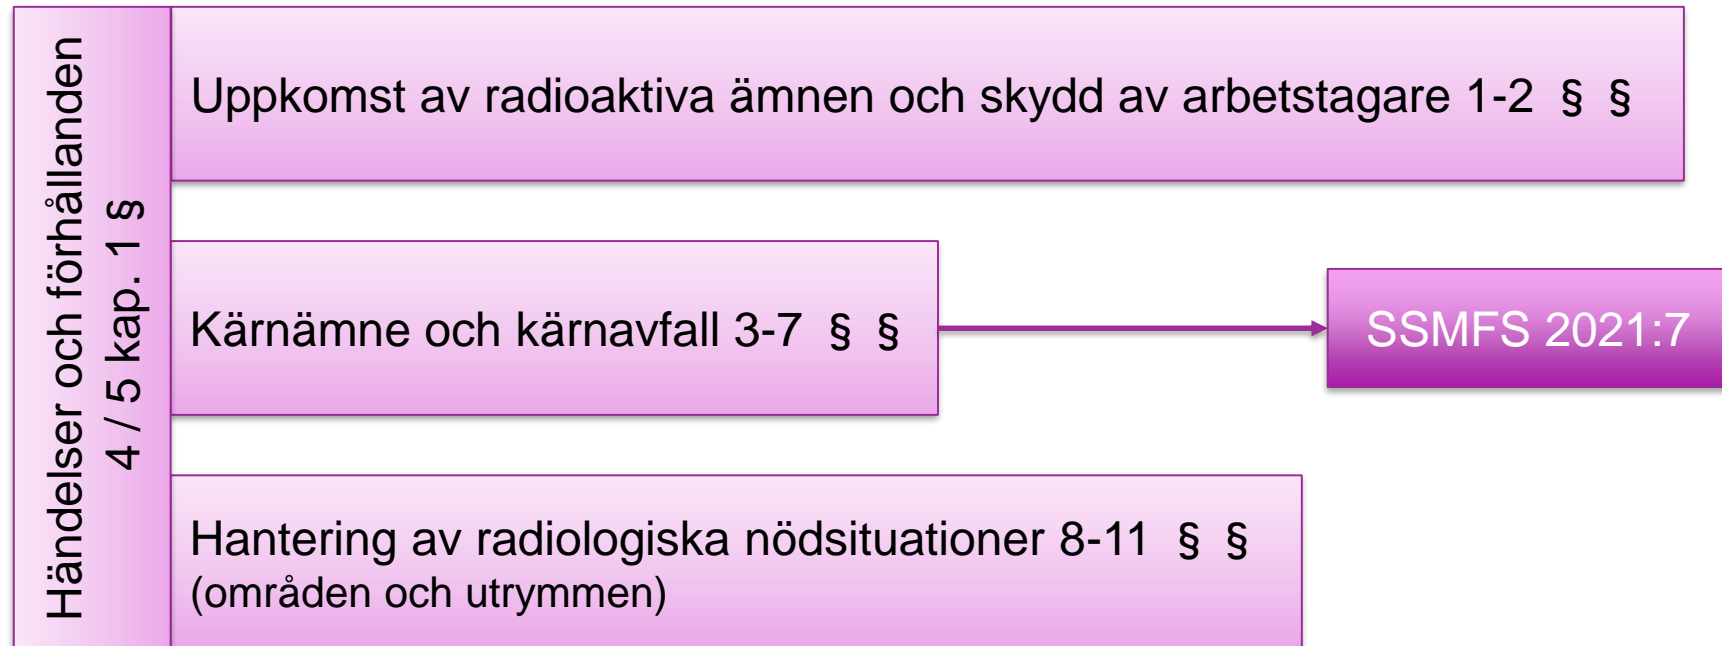 Händelser och förhållanden
4 / 5 kap. 1 §
Uppkomst av radioaktiva ämnen och skydd av arbetstagare 1-2 § §
Kärnämne och kärnavfall 3-7 § §
SSMFS 2021:7
Hantering av radiologiska nödsituationer 8-11 § §
(områden och utrymmen)